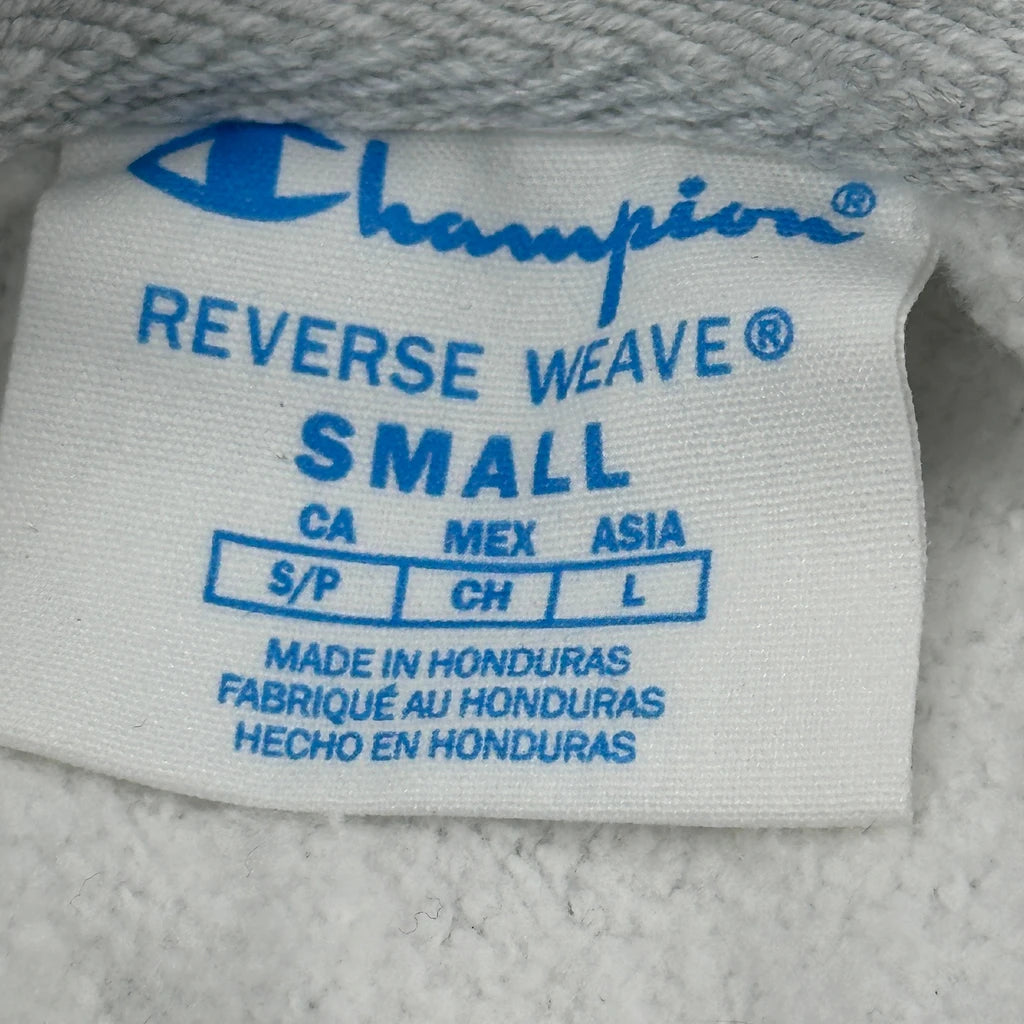 Champion®
REVERSE WEAVE®
SMALL
CA MEX ASIA
S/P CH L
MADE IN HONDURAS
FABRIQUÉ AU HONDURAS
HECHO EN HONDURAS